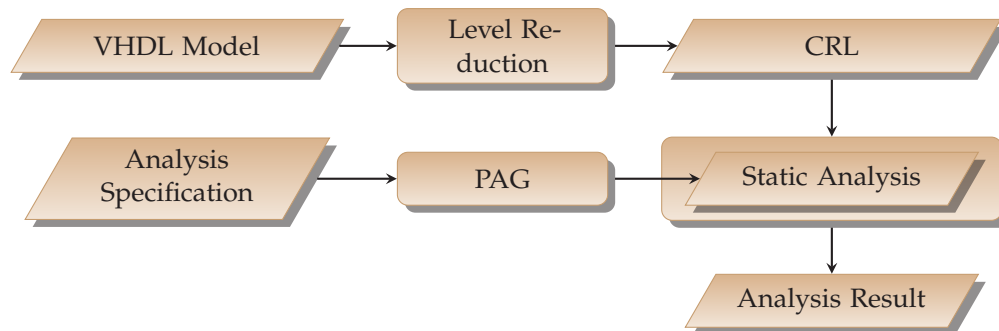 VHDL Model
Level Re-
duction
CRL
Analysis
Specification
PAG
Static Analysis
Analysis Result